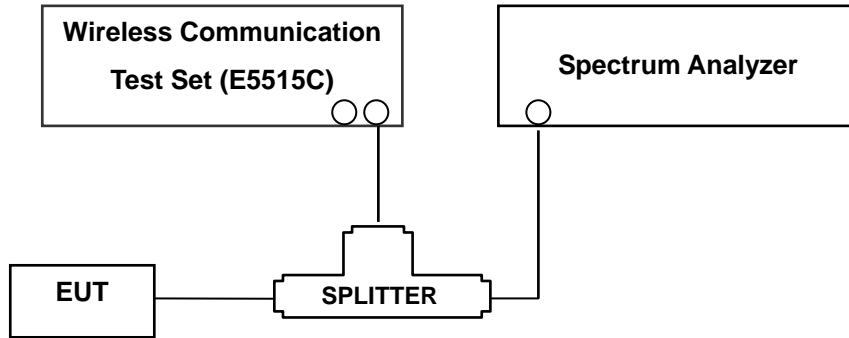 Wireless Communication
Test Set (E5515C)
Spectrum Analyzer
EUT
SPLITTER